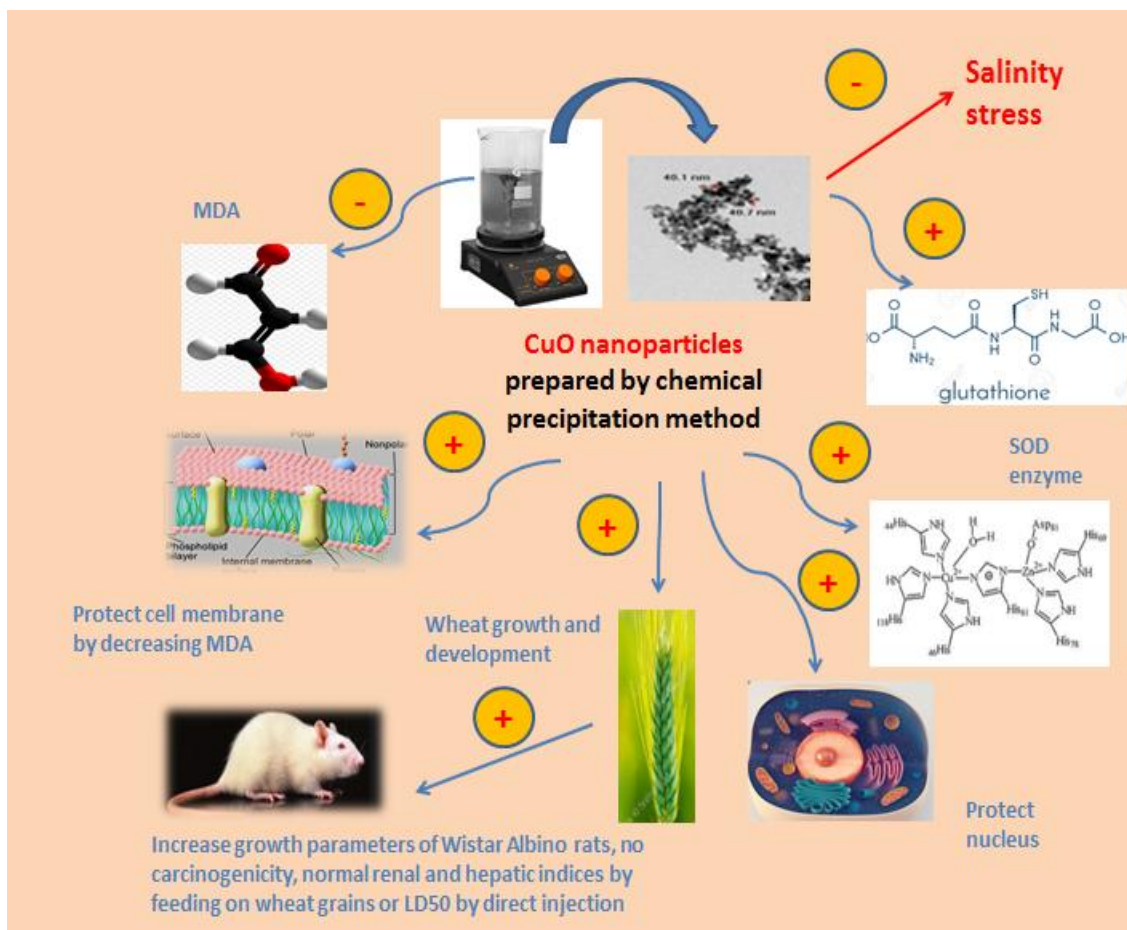 -
Salinity
stress
40.1 nm
40.7 nm
MDA
-
+
SH
O
O
O
H
N
OH
NH₂
N
H
O
O
glutathione
CuO nanoparticles
prepared by chemical
precipitation method
+
Polar
Nonpolar
Phospholipid
bilayer
Internal membrane
+
SOD
enzyme
+
+
Protect cell membrane
by decreasing MDA
Wheat growth and
development
+
Protect
nucleus
Increase growth parameters of Wistar Albino rats, no
carcinogenicity, normal renal and hepatic indices by
feeding on wheat grains or LD50 by direct injection